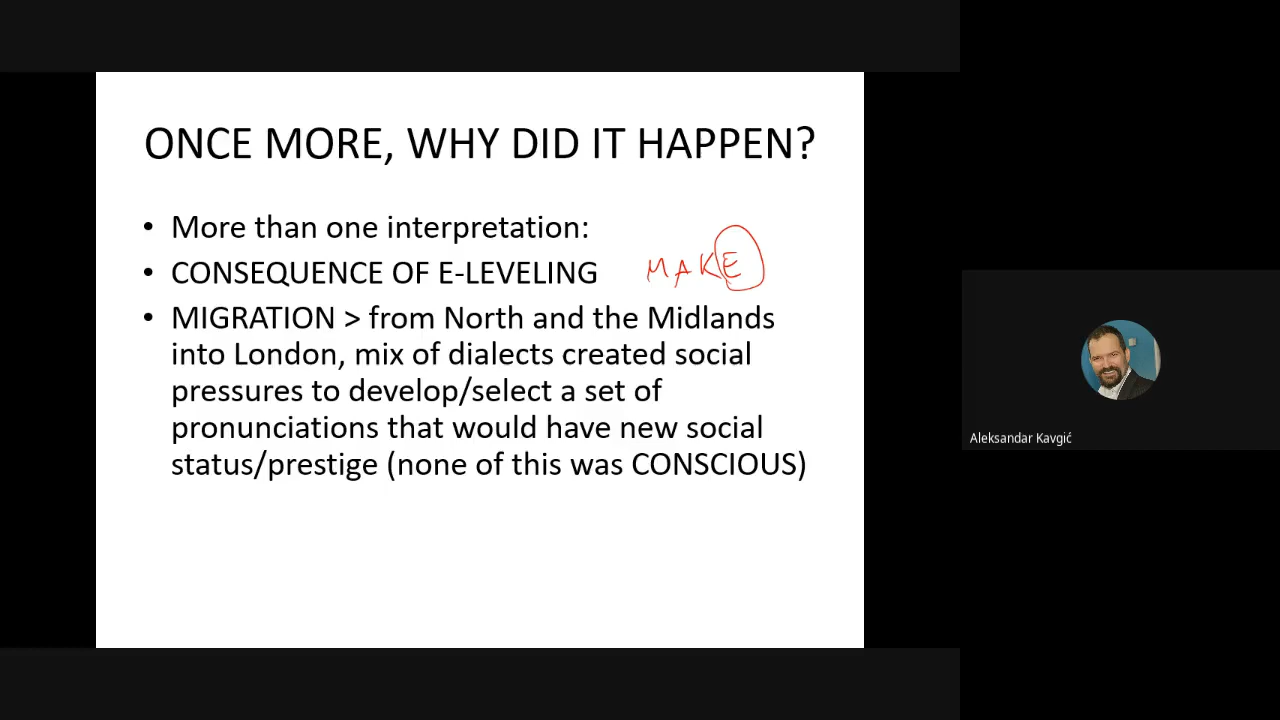 ONCE MORE, WHY DID IT HAPPEN?
• More than one interpretation:
• CONSEQUENCE OF E-LEVELING MAKE
• MIGRATION > from North and the Midlands
into London, mix of dialects created social
pressures to develop/select a set of
pronunciations that would have new social
status/prestige (none of this was CONSCIOUS)
Aleksandar Kavgić